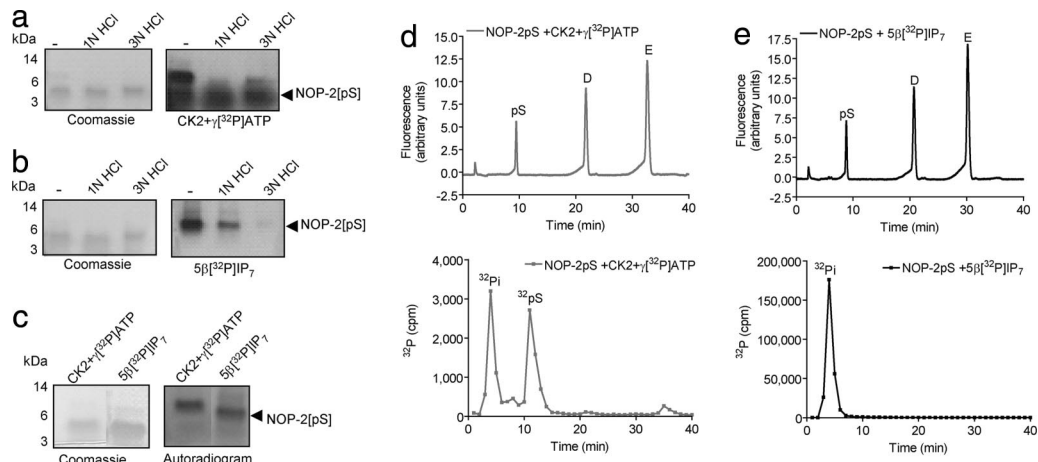 a
kDa
- 1N HCl 3N HCl - 1N HCl 3N HCl
14
6
3
NOP-2[pS]
Coomassie CK2+γ[³²P]ATP
b
kDa
- 1N HCl 3N HCl - 1N HCl 3N HCl
14
6
3
NOP-2[pS]
Coomassie 5β[³²P]IP₇
c
kDa
CK2+γ[³²P]ATP 5β[³²P]IP₇ CK2+γ[³²P]ATP 5β[³²P]IP₇
14
6
3
NOP-2[pS]
Coomassie Autoradiogram
d
NOP-2pS +CK2+γ[³²P]ATP
Fluorescence
(arbitrary units)
15.0
12.5
10.0
7.5
5.0
2.5
0.0
pS D E
0 10 20 30 40
Time (min)
NOP-2pS +CK2+γ[³²P]ATP
³²P (cpm)
4,000
3,000
2,000
1,000
0
³²Pi ³²pS
0 10 20 30 40
Time (min)
e
NOP-2pS + 5β[³²P]IP₇
Fluorescence
(arbitrary units)
17.5
15.0
12.5
10.0
7.5
5.0
2.5
0.0
pS D E
0 10 20 30 40
Time (min)
NOP-2pS +5β[³²P]IP₇
³²P (cpm)
200,000
150,000
100,000
50,000
0
³²Pi
0 10 20 30 40
Time (min)